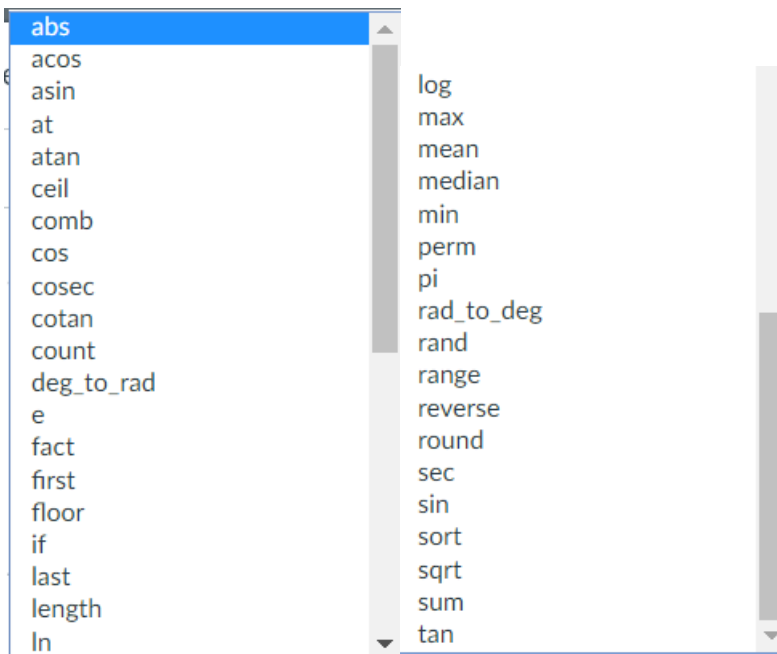 abs
acos
asin
at
atan
ceil
comb
cos
cosec
cotan
count
deg_to_rad
e
fact
first
floor
if
last
length
ln
log
max
mean
median
min
perm
pi
rad_to_deg
rand
range
reverse
round
sec
sin
sort
sqrt
sum
tan